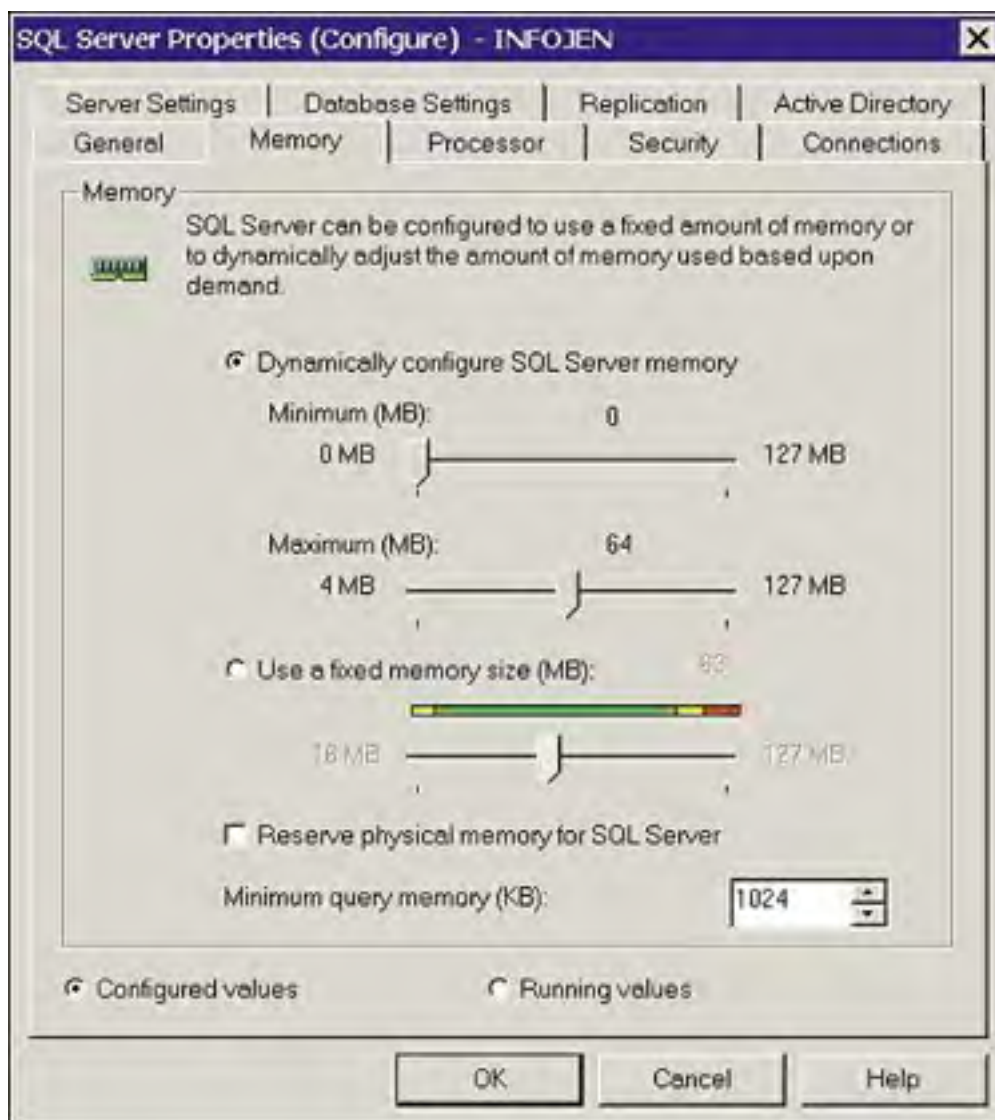 SQL Server Properties (Configure) - INFOJEN
Server Settings
Database Settings
Replication
Active Directory
General
Memory
Processor
Security
Connections
Memory
SQL Server can be configured to use a fixed amount of memory or
to dynamically adjust the amount of memory used based upon
demand.
Dynamically configure SQL Server memory
Minimum (MB): 0
0 MB 127 MB
Maximum (MB): 64
4 MB 127 MB
Use a fixed memory size (MB): 63
16 MB 127 MB
Reserve physical memory for SQL Server
Minimum query memory (KB): 1024
Configured values
Running values
OK
Cancel
Help